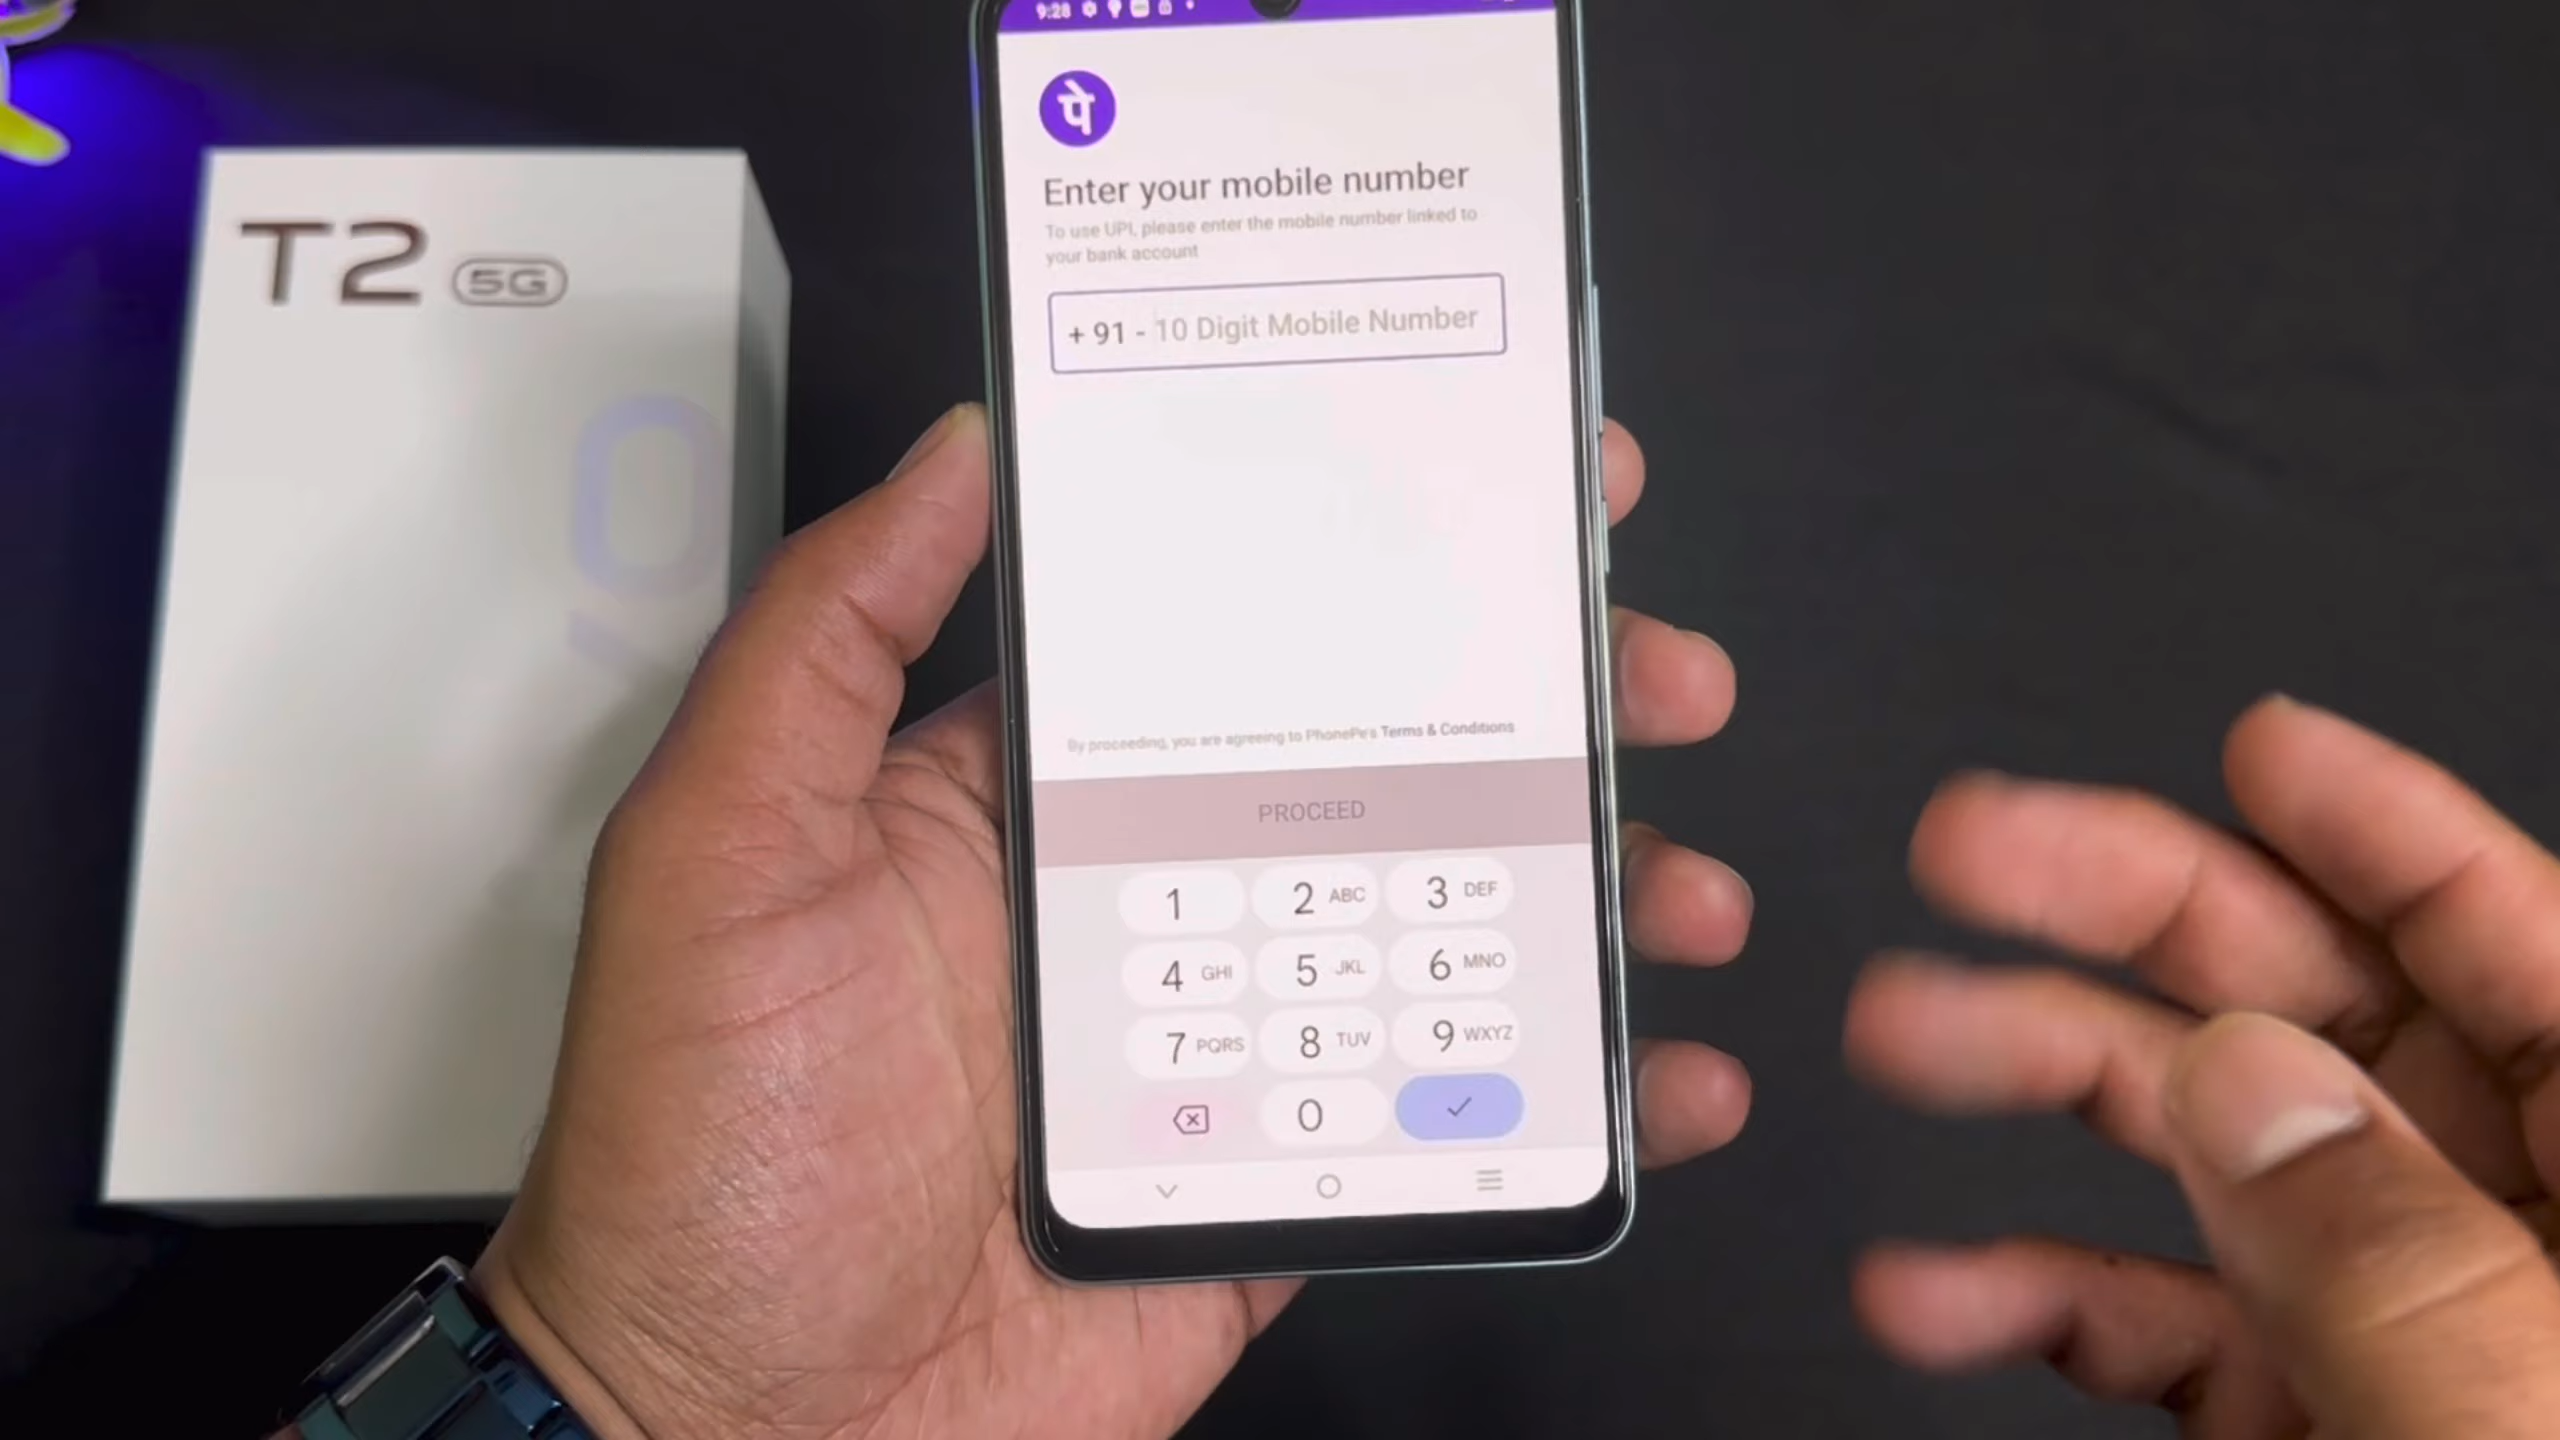 T2 5G
9:28
पे
Enter your mobile number
To use UPI, please enter the mobile number linked to
your bank account
+ 91 - 10 Digit Mobile Number
By proceeding, you are agreeing to PhonePe's Terms & Conditions
PROCEED
1 2 ABC 3 DEF
4 GHI 5 JKL 6 MNO
7 PQRS 8 TUV 9 WXYZ
0